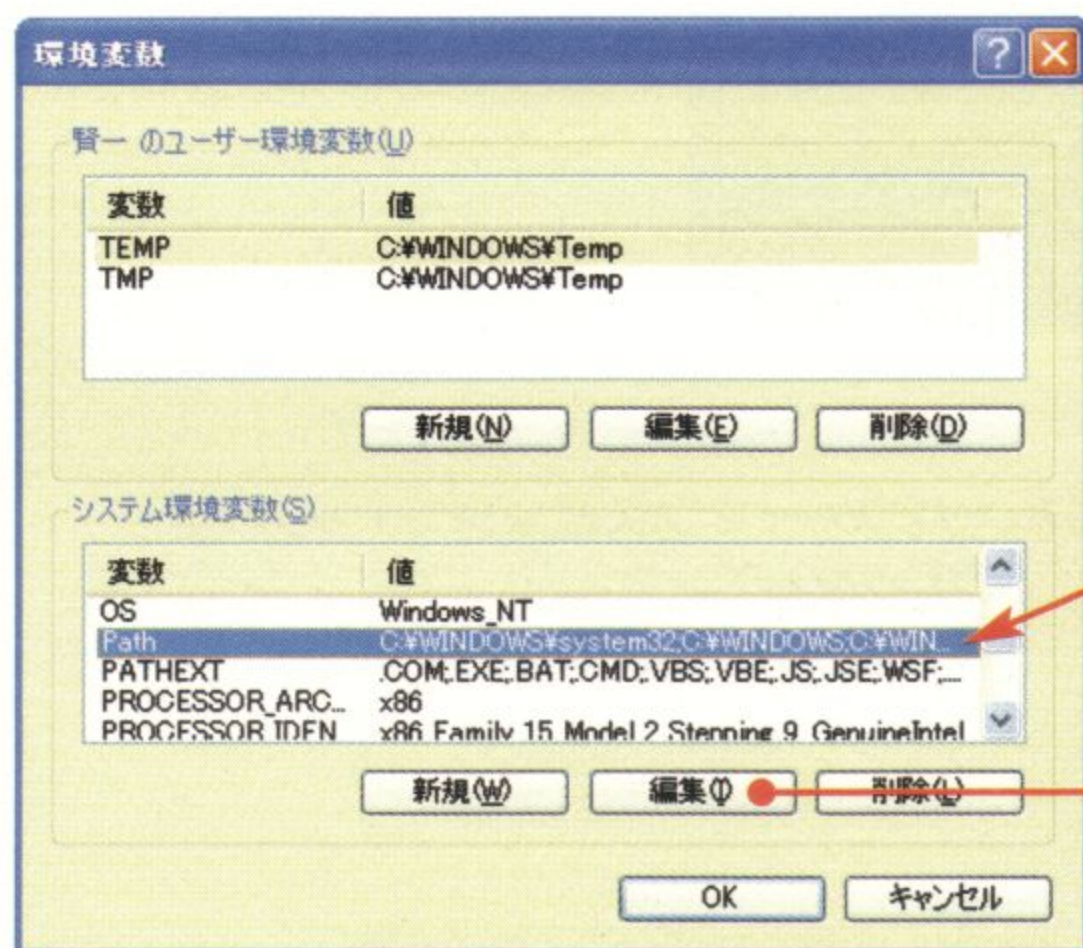 環境変数
賢一 のユーザー環境変数(U)
変数 値
TEMP C:¥WINDOWS¥Temp
TMP C:¥WINDOWS¥Temp
新規(N) 編集(E) 削除(D)
システム環境変数(S)
変数 値
OS Windows_NT
Path C:¥WINDOWS¥system32;C:¥WINDOWS;C:¥WIN...
PATHEXT .COM;.EXE;.BAT;.CMD;.VBS;.VBE;.JS;.JSE;.WSF;...
PROCESSOR_ARC... x86
PROCESSOR_IDEN... x86 Family 15 Model 2 Stepping 9, GenuineIntel
新規(W) 編集(I) 削除(L)
OK キャンセル